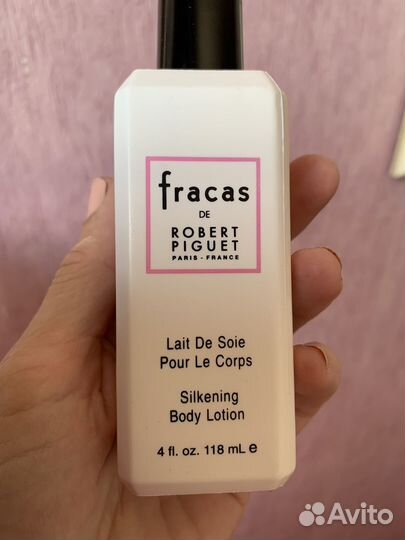 fracas
DE
ROBERT
PIGUET
PARIS - FRANCE
Lait De Soie
Pour Le Corps
Silkening
Body Lotion
4 fl. oz. 118 mL e
Avito